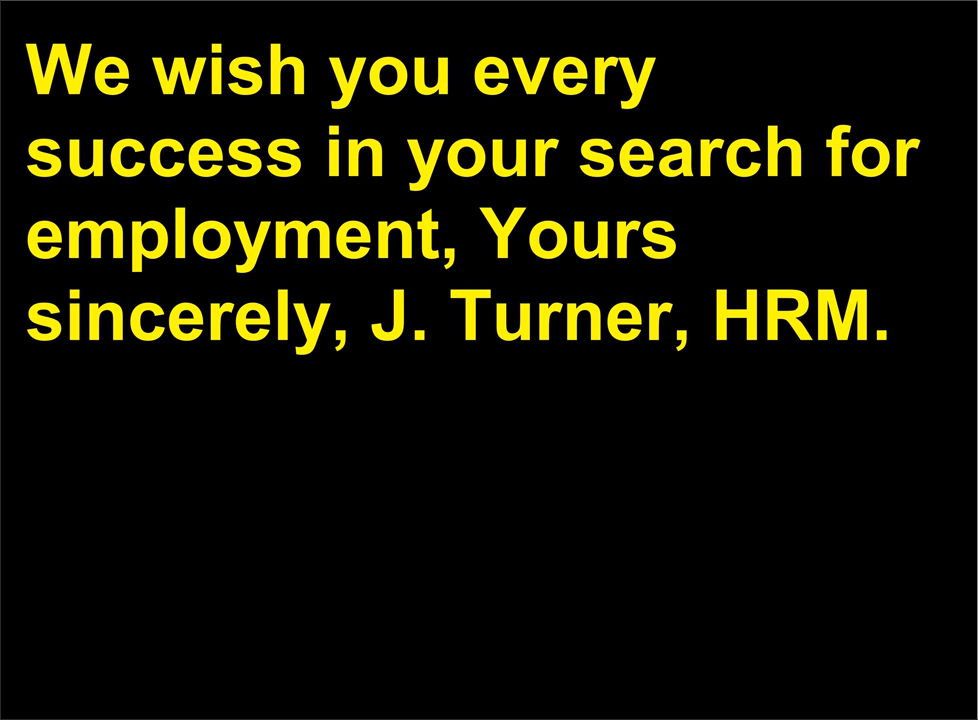 We wish you every
success in your search for
employment, Yours
sincerely, J. Turner, HRM.